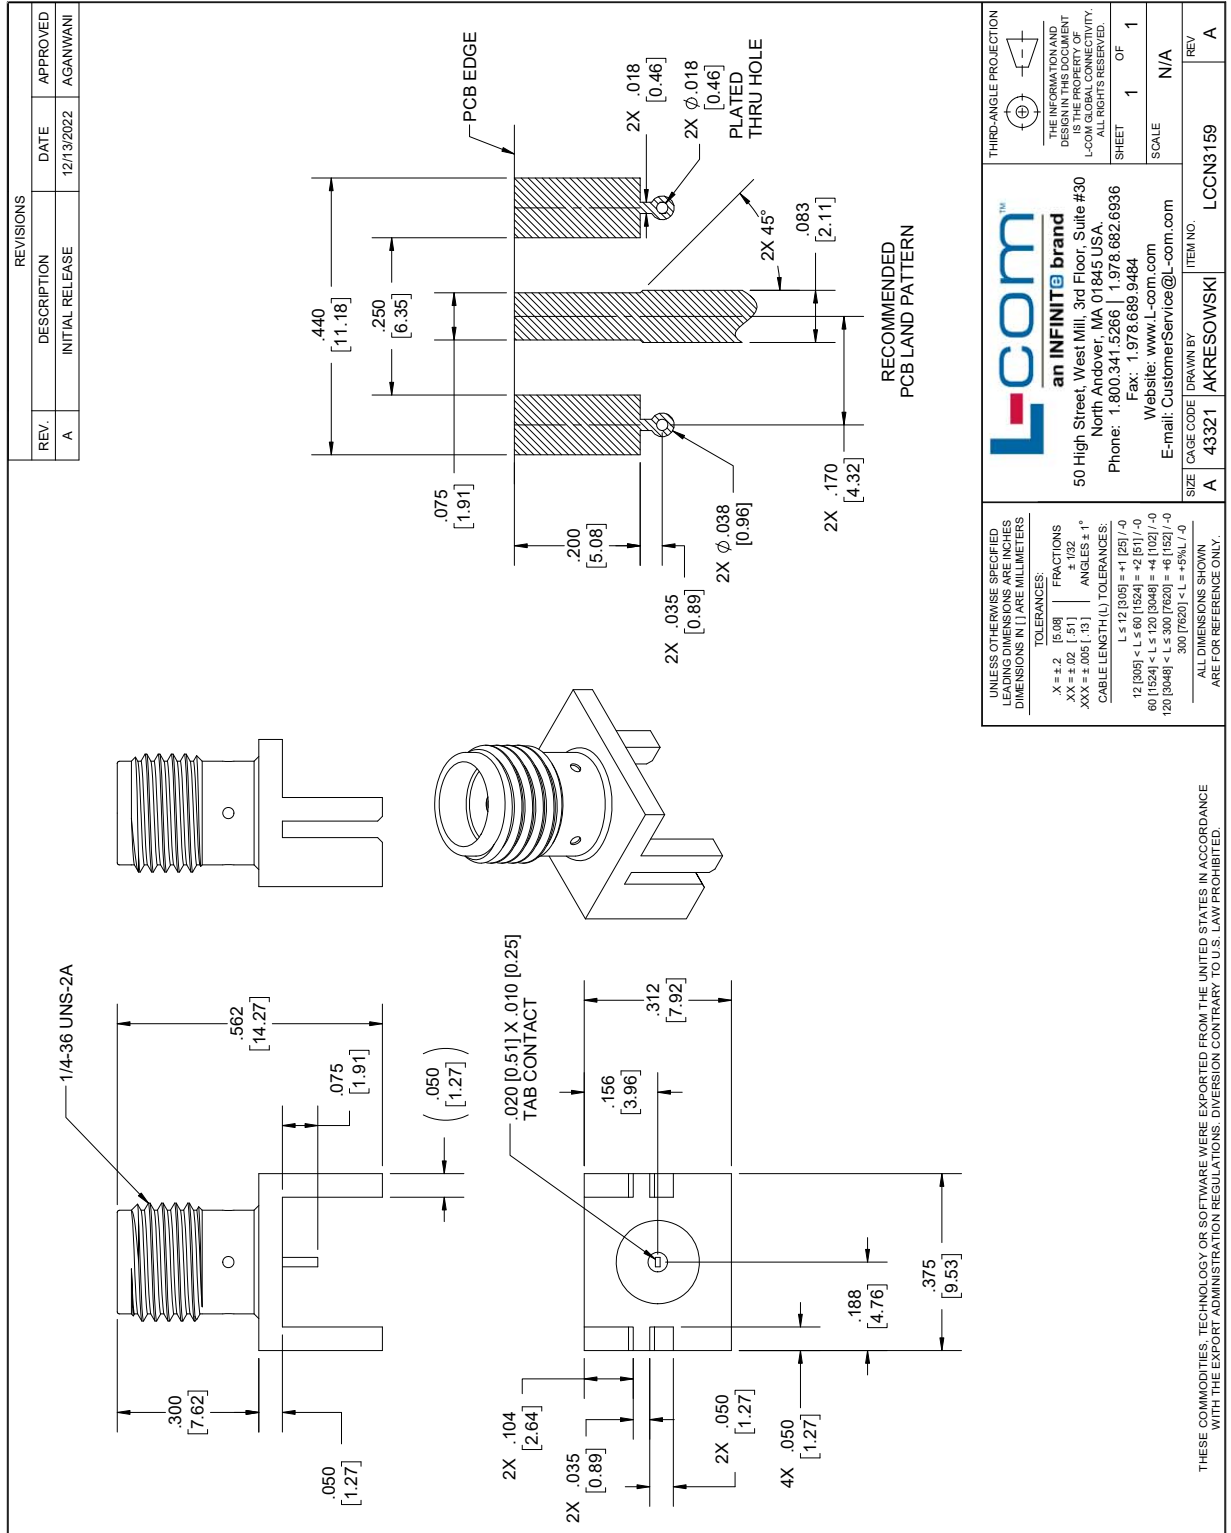 REVISIONS
REV. DESCRIPTION DATE APPROVED
A INITIAL RELEASE 12/13/2022 AGANWANI
1/4-36 UNS-2A
.300
[7.62]
.050
[1.27]
.562
[14.27]
.075
[1.91]
( .050
[1.27] )
.020 [0.51] X .010 [0.25]
TAB CONTACT
2X .104
[2.64]
2X .035
[0.89]
2X .050
[1.27]
4X .050
[1.27]
.156
[3.96]
.312
[7.92]
.188
[4.76]
.375
[9.53]
.440
[11.18]
.250
[6.35]
.075
[1.91]
PCB EDGE
.200
[5.08]
2X .035
[0.89]
2X ∅.038
[0.96]
2X .170
[4.32]
2X .018
[0.46]
2X ∅.018
[0.46]
PLATED
THRU HOLE
2X 45°
.083
[2.11]
RECOMMENDED
PCB LAND PATTERN
UNLESS OTHERWISE SPECIFIED
LEADING DIMENSIONS ARE INCHES
DIMENSIONS IN [ ] ARE MILLIMETERS
TOLERANCES:
.X = ±.2 [5.08] FRACTIONS
.XX = ±.02 [.51] ± 1/32
.XXX = ±.005 [.13] ANGLES ± 1°
CABLE LENGTH (L) TOLERANCES:
L ≤ 12 [305] = +1 [25] / -0
12 [305] < L ≤ 60 [1524] = +2 [51] / -0
60 [1524] < L ≤ 120 [3048] = +4 [102] / -0
120 [3048] < L ≤ 300 [7620] = +6 [152] / -0
300 [7620] < L = +5%L / -0
ALL DIMENSIONS SHOWN
ARE FOR REFERENCE ONLY.
L-com™
an INFINIT@ brand
50 High Street, West Mill, 3rd Floor, Suite #30
North Andover, MA 01845 USA.
Phone: 1.800.341.5266 | 1.978.682.6936
Fax: 1.978.689.9484
Website: www.L-com.com
E-mail: CustomerService@L-com.com
THIRD-ANGLE PROJECTION
THE INFORMATION AND
DESIGN IN THIS DOCUMENT
IS THE PROPERTY OF
L-COM GLOBAL CONNECTIVITY.
ALL RIGHTS RESERVED.
SHEET 1 OF 1
SCALE N/A
SIZE A
CAGE CODE 43321
DRAWN BY AKRESOWSKI
ITEM NO. LCCN3159
REV A
THESE COMMODITIES, TECHNOLOGY OR SOFTWARE WERE EXPORTED FROM THE UNITED STATES IN ACCORDANCE
WITH THE EXPORT ADMINISTRATION REGULATIONS. DIVERSION CONTRARY TO U.S. LAW PROHIBITED.